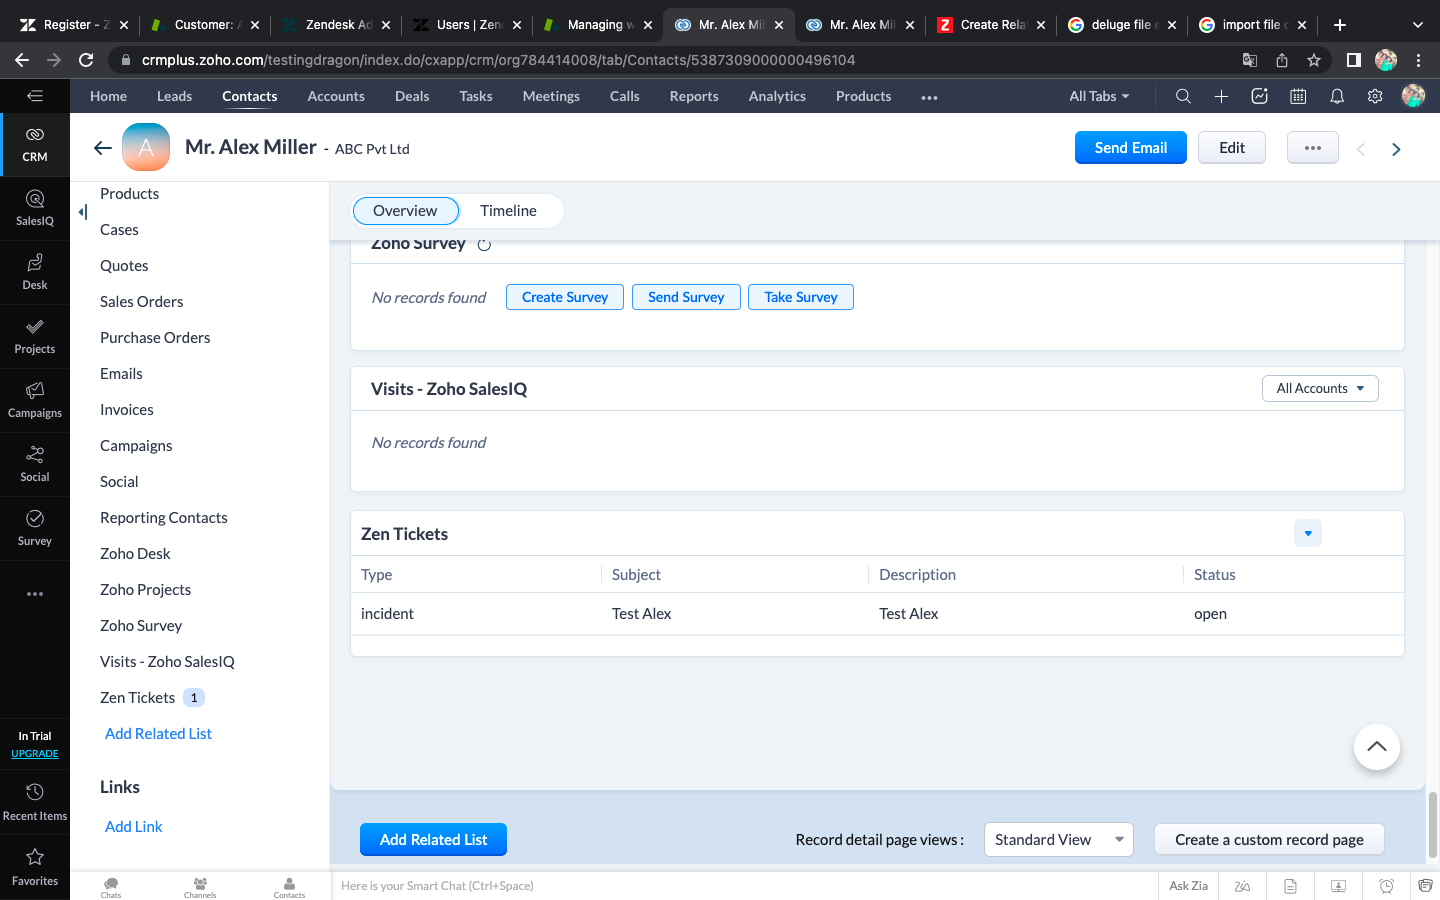 Register - Z
Customer: A
Zendesk Ad
Users | Zen
Managing w
Mr. Alex Mil
Mr. Alex Mil
Create Rela
deluge file e
import file c
crmplus.zoho.com/testingdragon/index.do/cxapp/crm/org784414008/tab/Contacts/5387309000000496104
Home Leads Contacts Accounts Deals Tasks Meetings Calls Reports Analytics Products ••• All Tabs
CRM
SalesIQ
Desk
Projects
Campaigns
Social
Survey
In Trial
UPGRADE
Recent Items
Favorites
A
Mr. Alex Miller - ABC Pvt Ltd
Send Email
Edit
Products
Cases
Quotes
Sales Orders
Purchase Orders
Emails
Invoices
Campaigns
Social
Reporting Contacts
Zoho Desk
Zoho Projects
Zoho Survey
Visits - Zoho SalesIQ
Zen Tickets 1
Add Related List
Links
Add Link
Overview Timeline
Zoho Survey
No records found Create Survey Send Survey Take Survey
Visits - Zoho SalesIQ All Accounts
No records found
Zen Tickets
Type Subject Description Status
incident Test Alex Test Alex open
Add Related List Record detail page views : Standard View Create a custom record page
Chats Channels Contacts
Here is your Smart Chat (Ctrl+Space)
Ask Zia